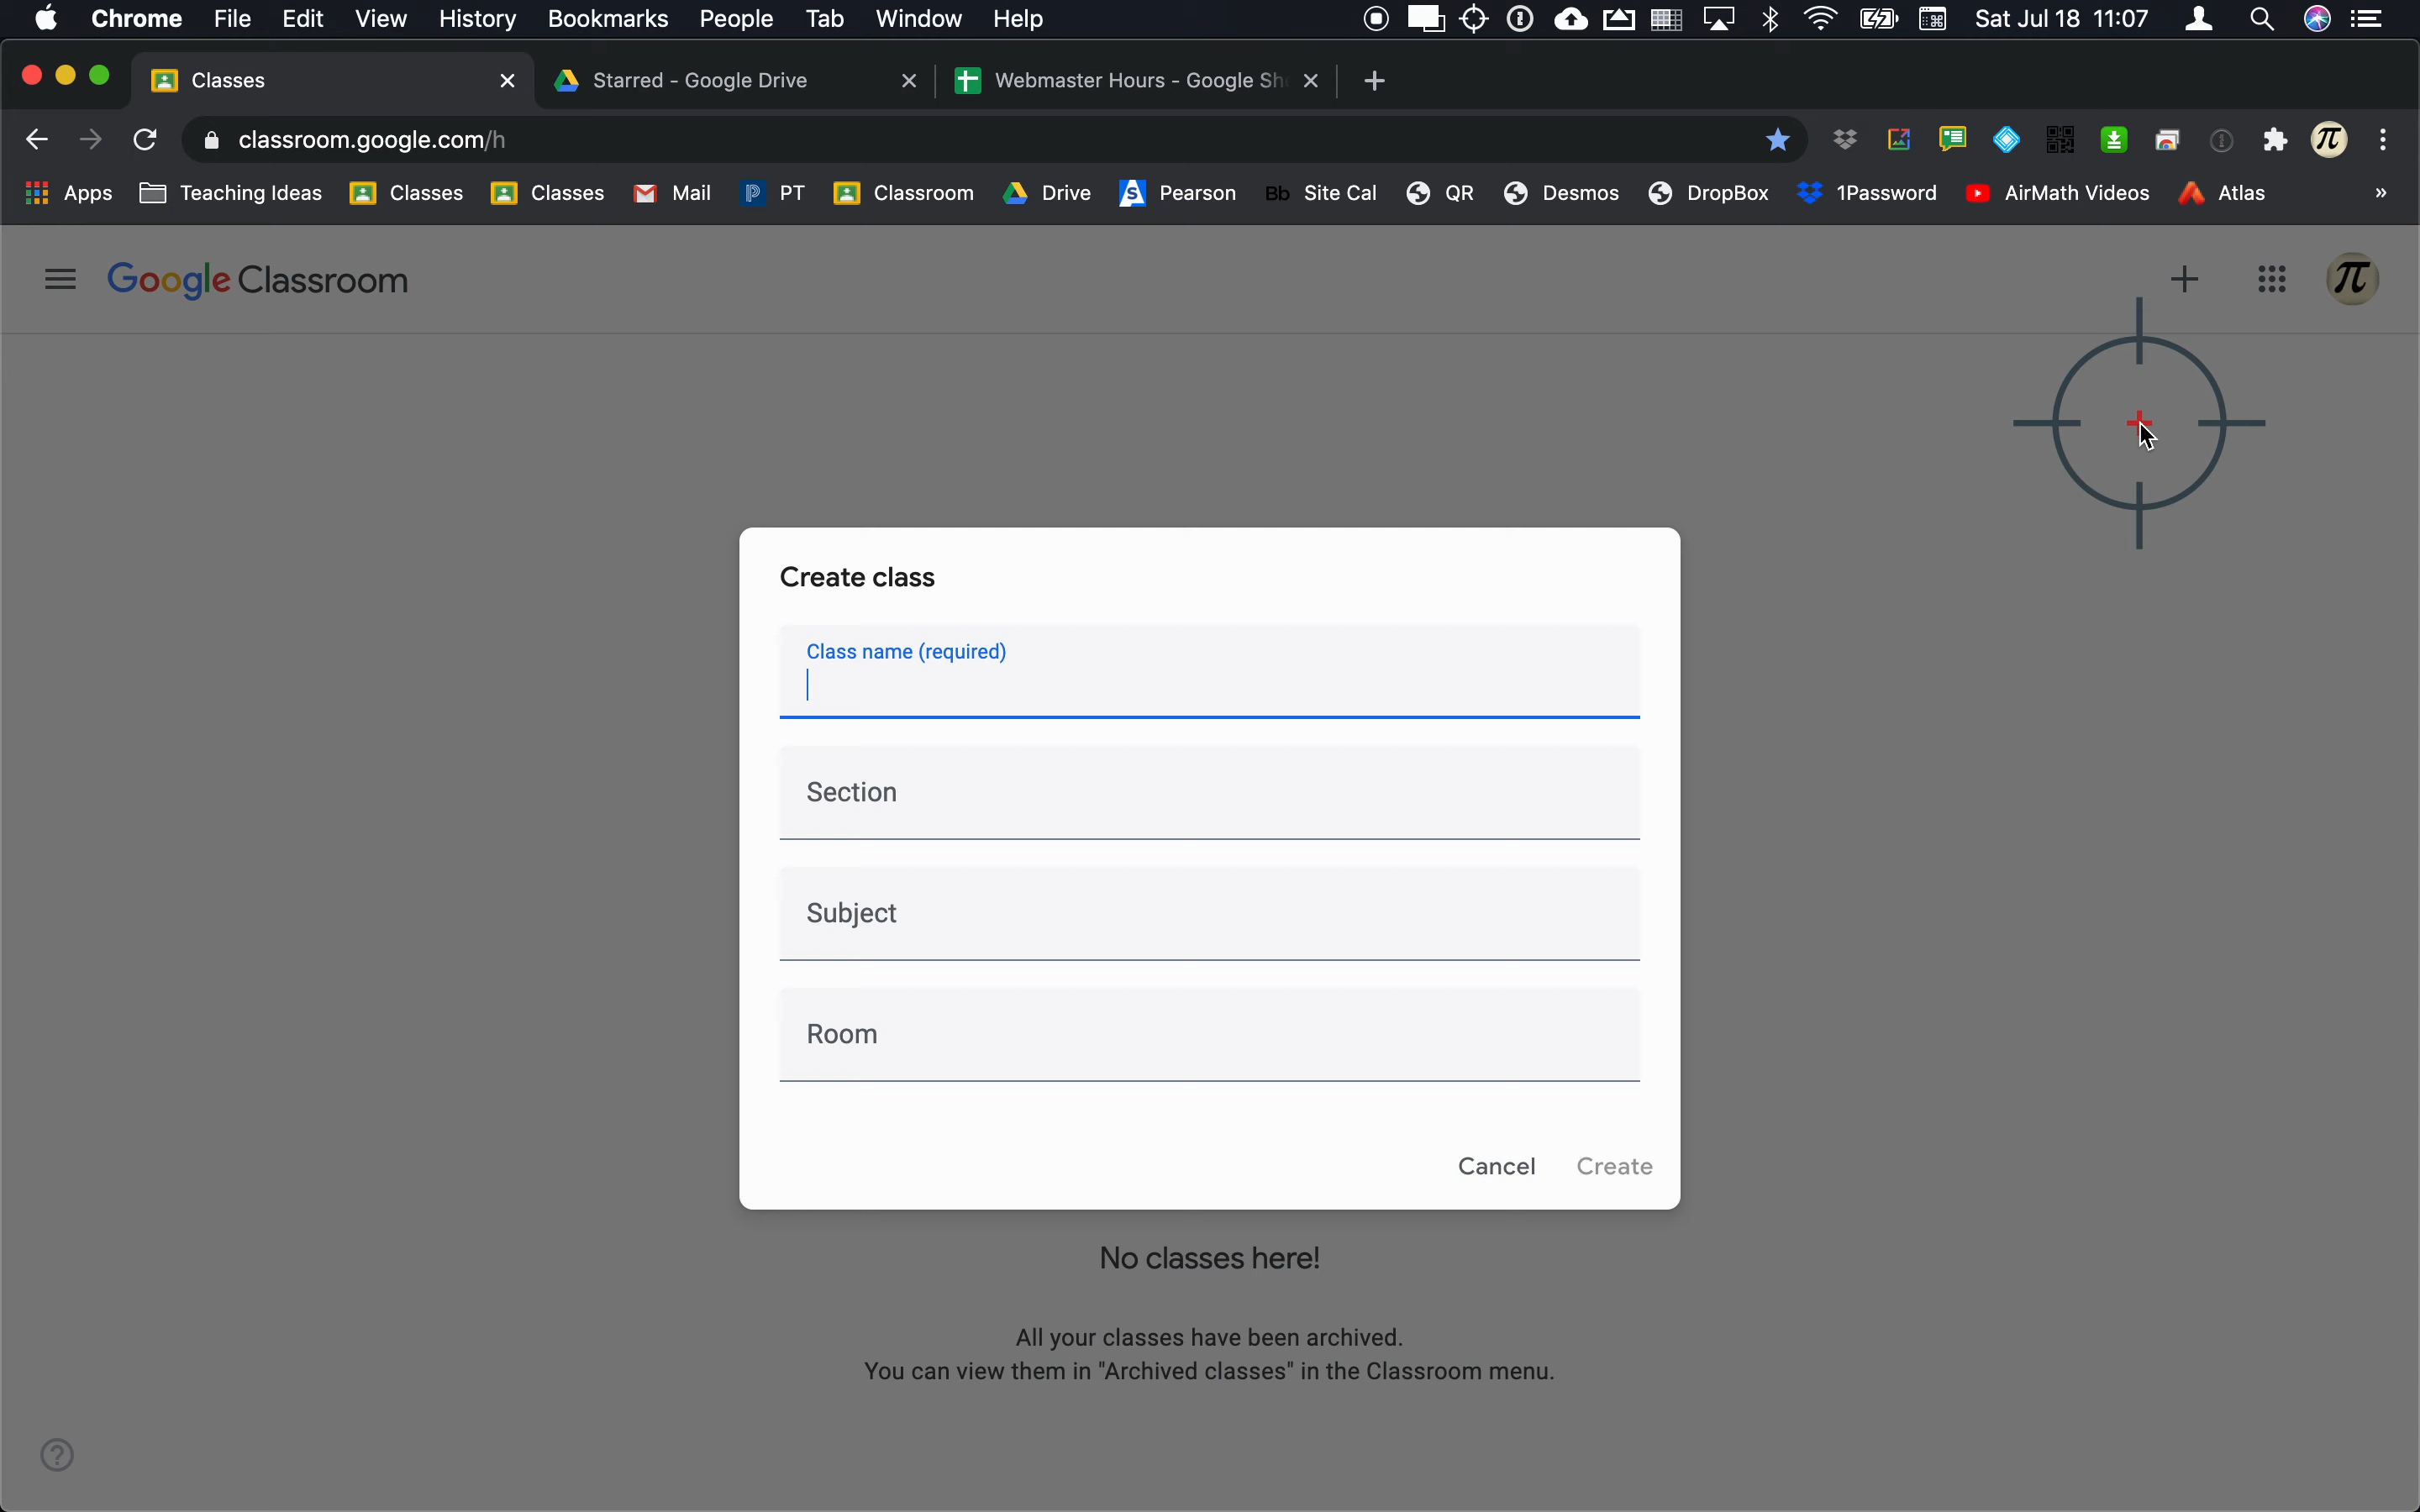 Chrome File Edit View History Bookmarks People Tab Window Help Sat Jul 18 11:07
Classes Starred - Google Drive Webmaster Hours - Google Sh
classroom.google.com/h
Apps Teaching Ideas Classes Classes Mail PT Classroom Drive Pearson Bb Site Cal QR Desmos DropBox 1Password AirMath Videos Atlas »
Google Classroom
Create class
Class name (required)
Section
Subject
Room
Cancel Create
No classes here!
All your classes have been archived.
You can view them in "Archived classes" in the Classroom menu.